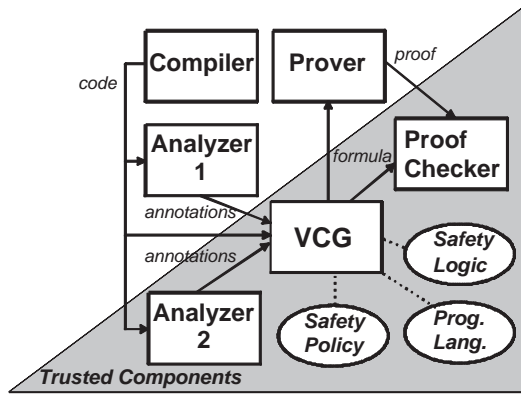 code
Compiler
Prover
proof
Analyzer
1
formula
Proof
Checker
annotations
VCG
annotations
Safety
Logic
Analyzer
2
Safety
Policy
Prog.
Lang.
Trusted Components